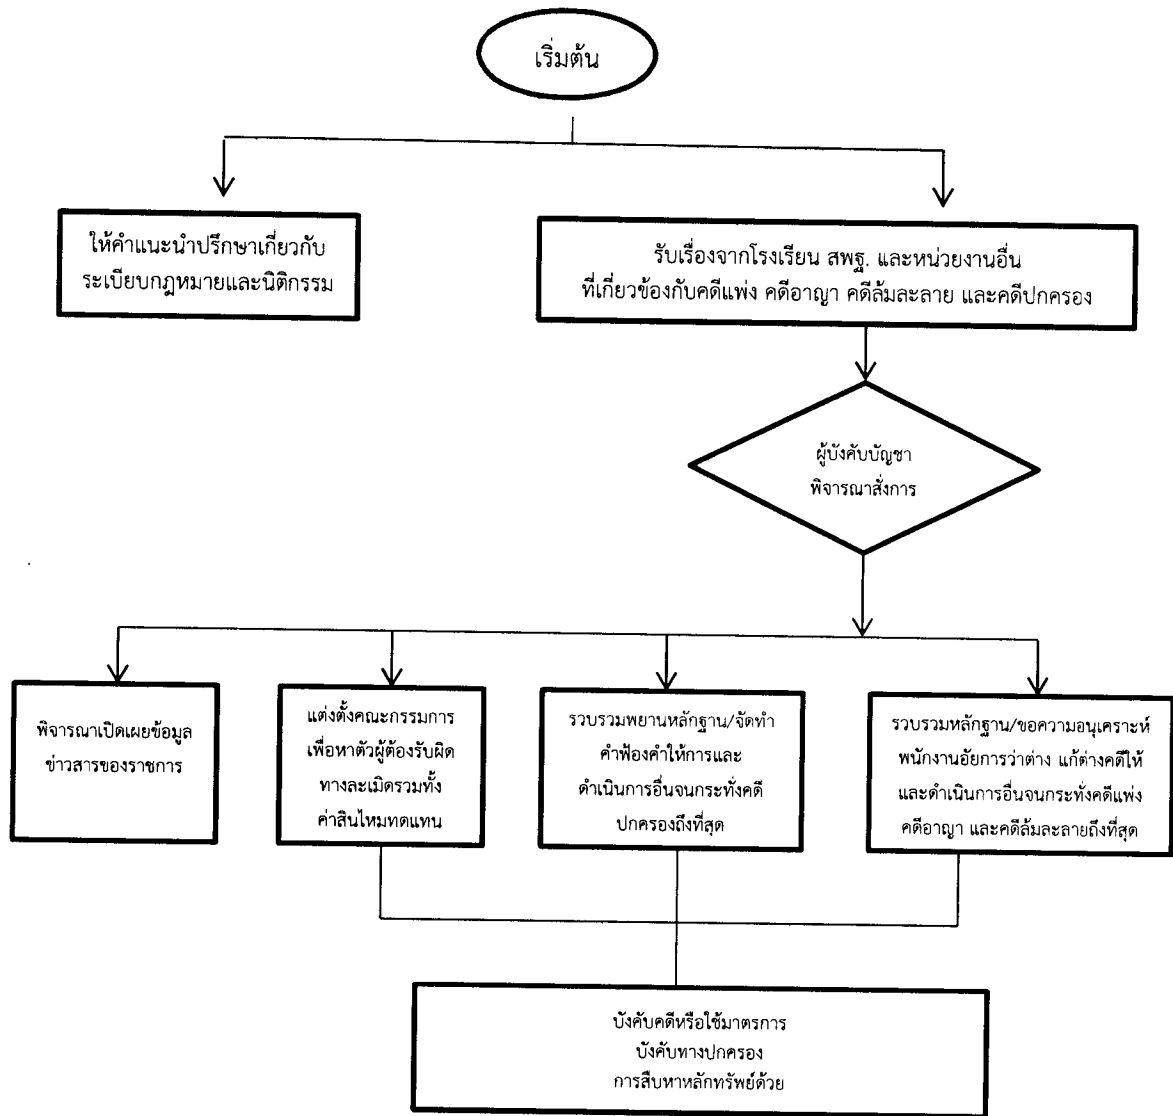 เริ่มต้น
ให้คำแนะนำปรึกษาเกี่ยวกับ
ระเบียบกฎหมายและนิติกรรม
รับเรื่องจากโรงเรียน สพฐ. และหน่วยงานอื่น
ที่เกี่ยวข้องกับคดีแพ่ง คดีอาญา คดีล้มละลาย และคดีปกครอง
ผู้บังคับบัญชา
พิจารณาสั่งการ
พิจารณาเปิดเผยข้อมูล
ข่าวสารของราชการ
แต่งตั้งคณะกรรมการ
เพื่อหาตัวผู้ต้องรับผิด
ทางละเมิดรวมทั้ง
ค่าสินไหมทดแทน
รวบรวมพยานหลักฐาน/จัดทำ
คำฟ้องคำให้การและ
ดำเนินการอื่นจนกระทั่งคดี
ปกครองถึงที่สุด
รวบรวมหลักฐาน/ขอความอนุเคราะห์
พนักงานอัยการว่าต่าง แก้ต่างคดีให้
และดำเนินการอื่นจนกระทั่งคดีแพ่ง
คดีอาญา และคดีล้มละลายถึงที่สุด
บังคับคดีหรือใช้มาตรการ
บังคับทางปกครอง
การสืบหาหลักทรัพย์ด้วย